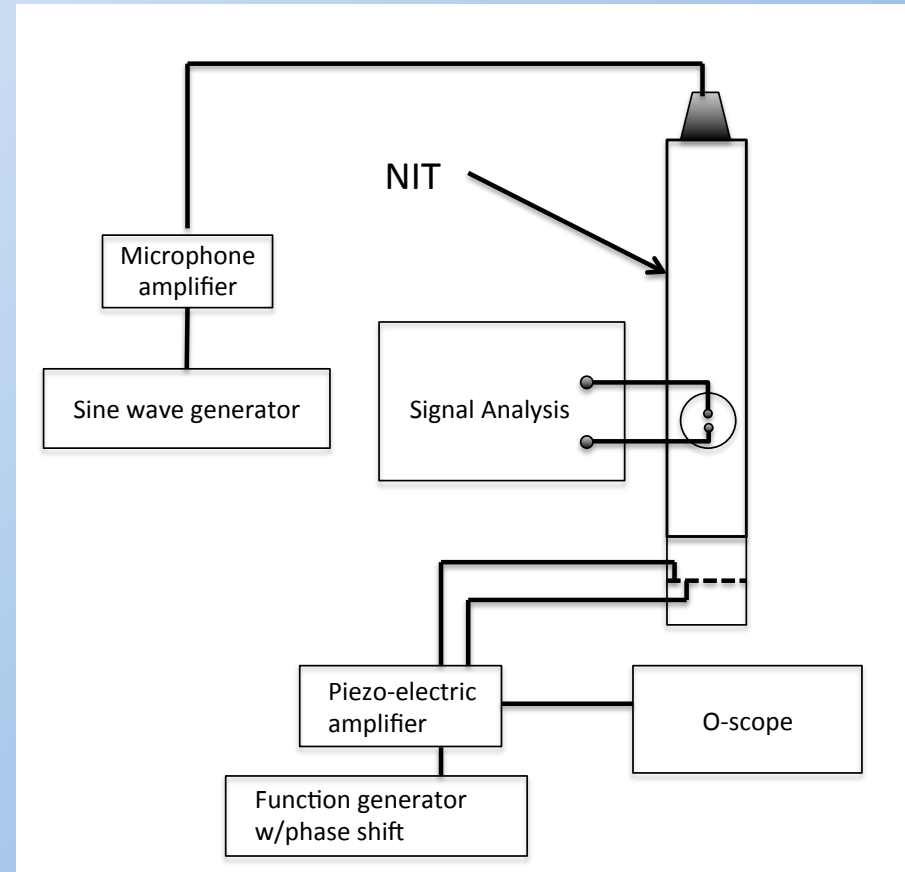 NIT
Microphone
amplifier
Sine wave generator
Signal Analysis
Piezo-electric
amplifier
O-scope
Function generator
w/phase shift